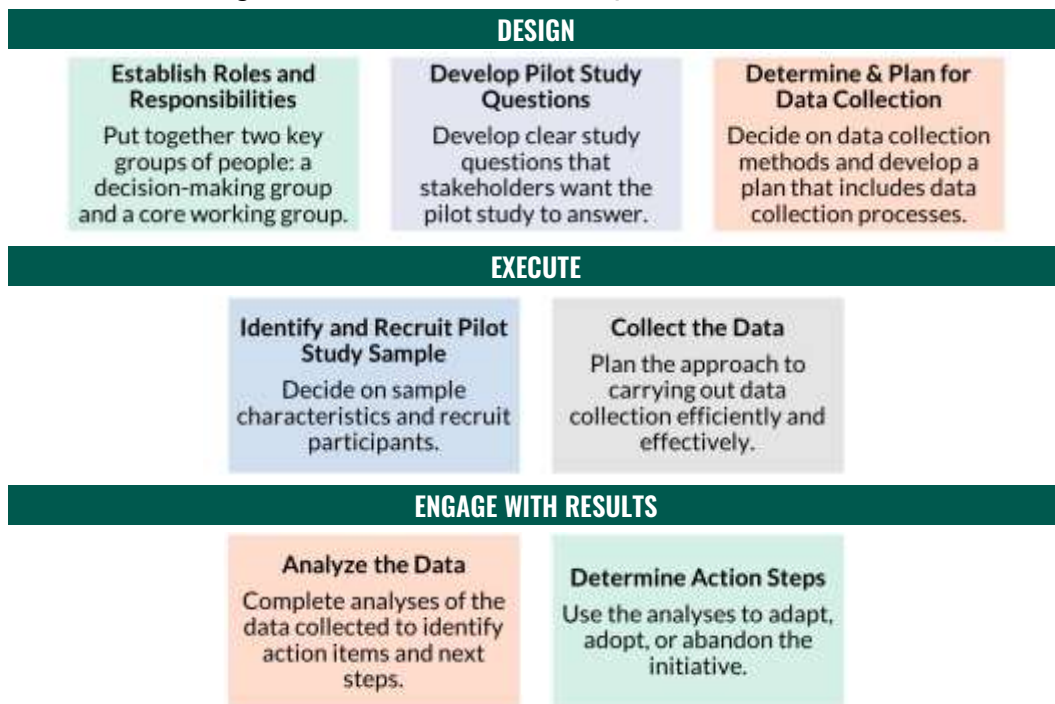 DESIGN
Establish Roles and
Responsibilities
Put together two key
groups of people: a
decision-making group
and a core working group.
Develop Pilot Study
Questions
Develop clear study
questions that
stakeholders want the
pilot study to answer.
Determine & Plan for
Data Collection
Decide on data collection
methods and develop a
plan that includes data
collection processes.
EXECUTE
Identify and Recruit Pilot
Study Sample
Decide on sample
characteristics and recruit
participants.
Collect the Data
Plan the approach to
carrying out data
collection efficiently and
effectively.
ENGAGE WITH RESULTS
Analyze the Data
Complete analyses of the
data collected to identify
action items and next
steps.
Determine Action Steps
Use the analyses to adapt,
adopt, or abandon the
initiative.